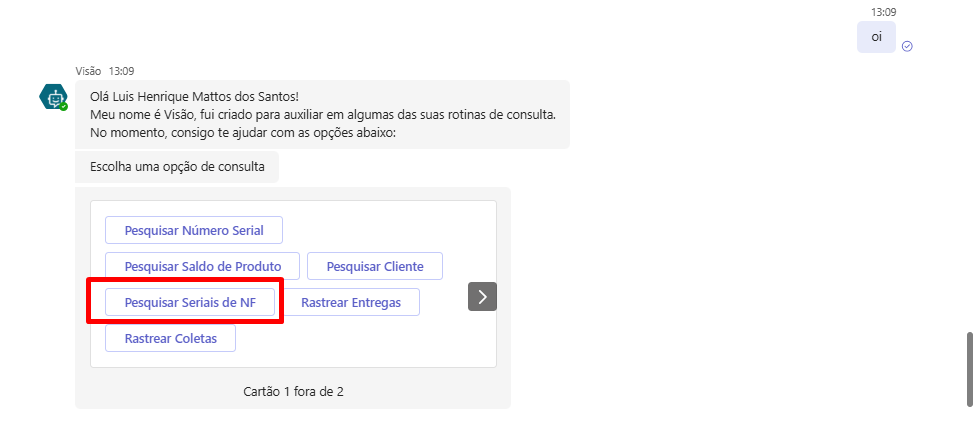 13:09
oi
Visão 13:09
Olá Luis Henrique Mattos dos Santos!
Meu nome é Visão, fui criado para auxiliar em algumas das suas rotinas de consulta.
No momento, consigo te ajudar com as opções abaixo:
Escolha uma opção de consulta
Pesquisar Número Serial
Pesquisar Saldo de Produto Pesquisar Cliente
Pesquisar Seriais de NF Rastrear Entregas
Rastrear Coletas
Cartão 1 fora de 2